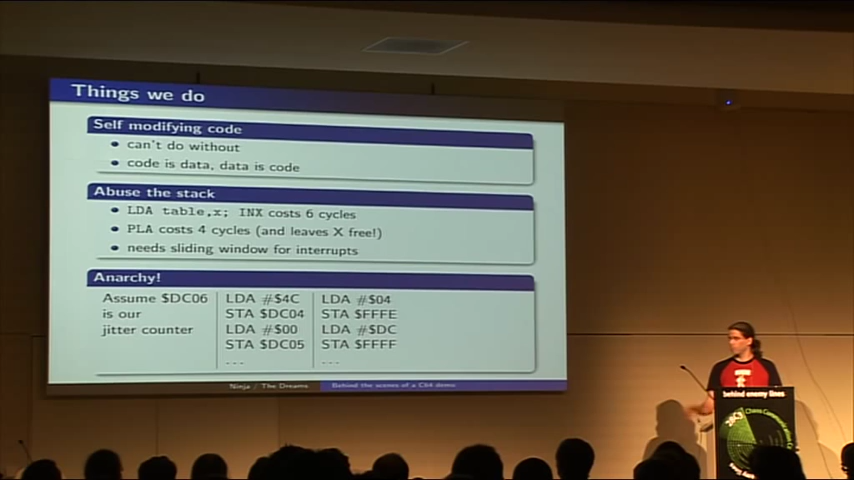 Things we do
Self modifying code
can't do without
code is data, data is code
Abuse the stack
LDA table,x; INX costs 6 cycles
PLA costs 4 cycles (and leaves X free!)
needs sliding window for interrupts
Anarchy!
Assume $DC06
is our
jitter counter
LDA #$4C
STA $DC04
LDA #$00
STA $DC05
...
LDA #$04
STA $FFFE
LDA #$DC
STA $FFFF
...
Ninja / The Dreams
Behind the scenes of a C64 demo
behind enemy lines